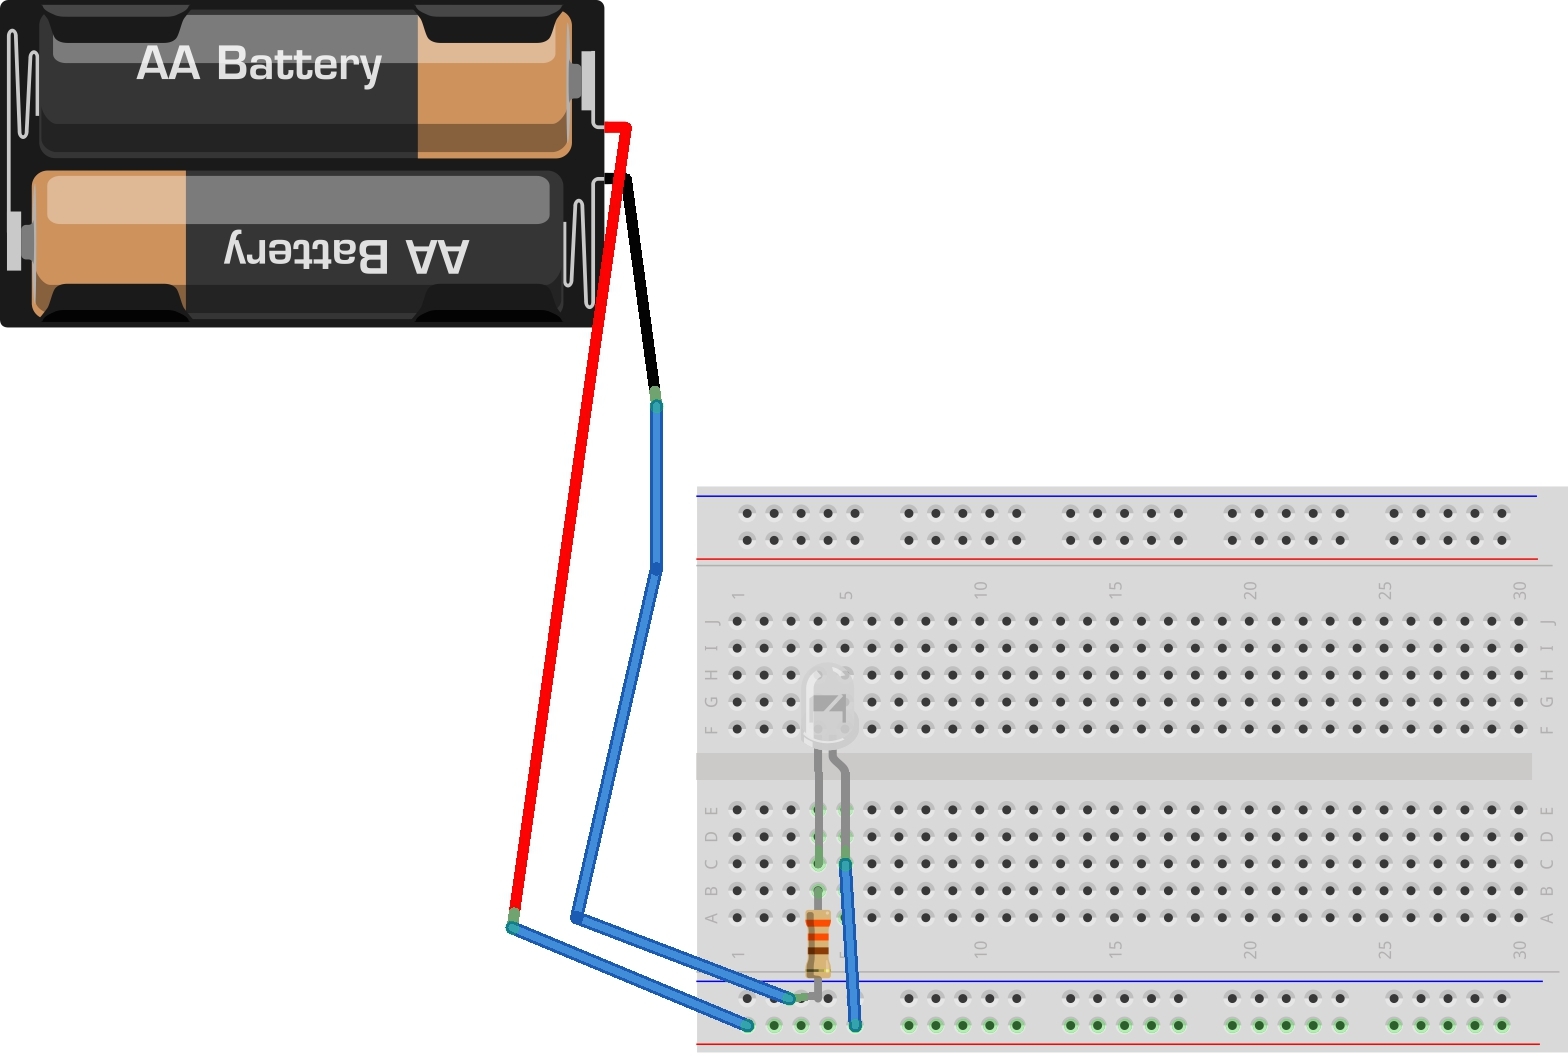 AA Battery
AA Battery
1 5 10 15 20 25 30
J J
I I
H H
G G
F F
E E
D D
C C
B B
A A
1 5 10 15 20 25 30